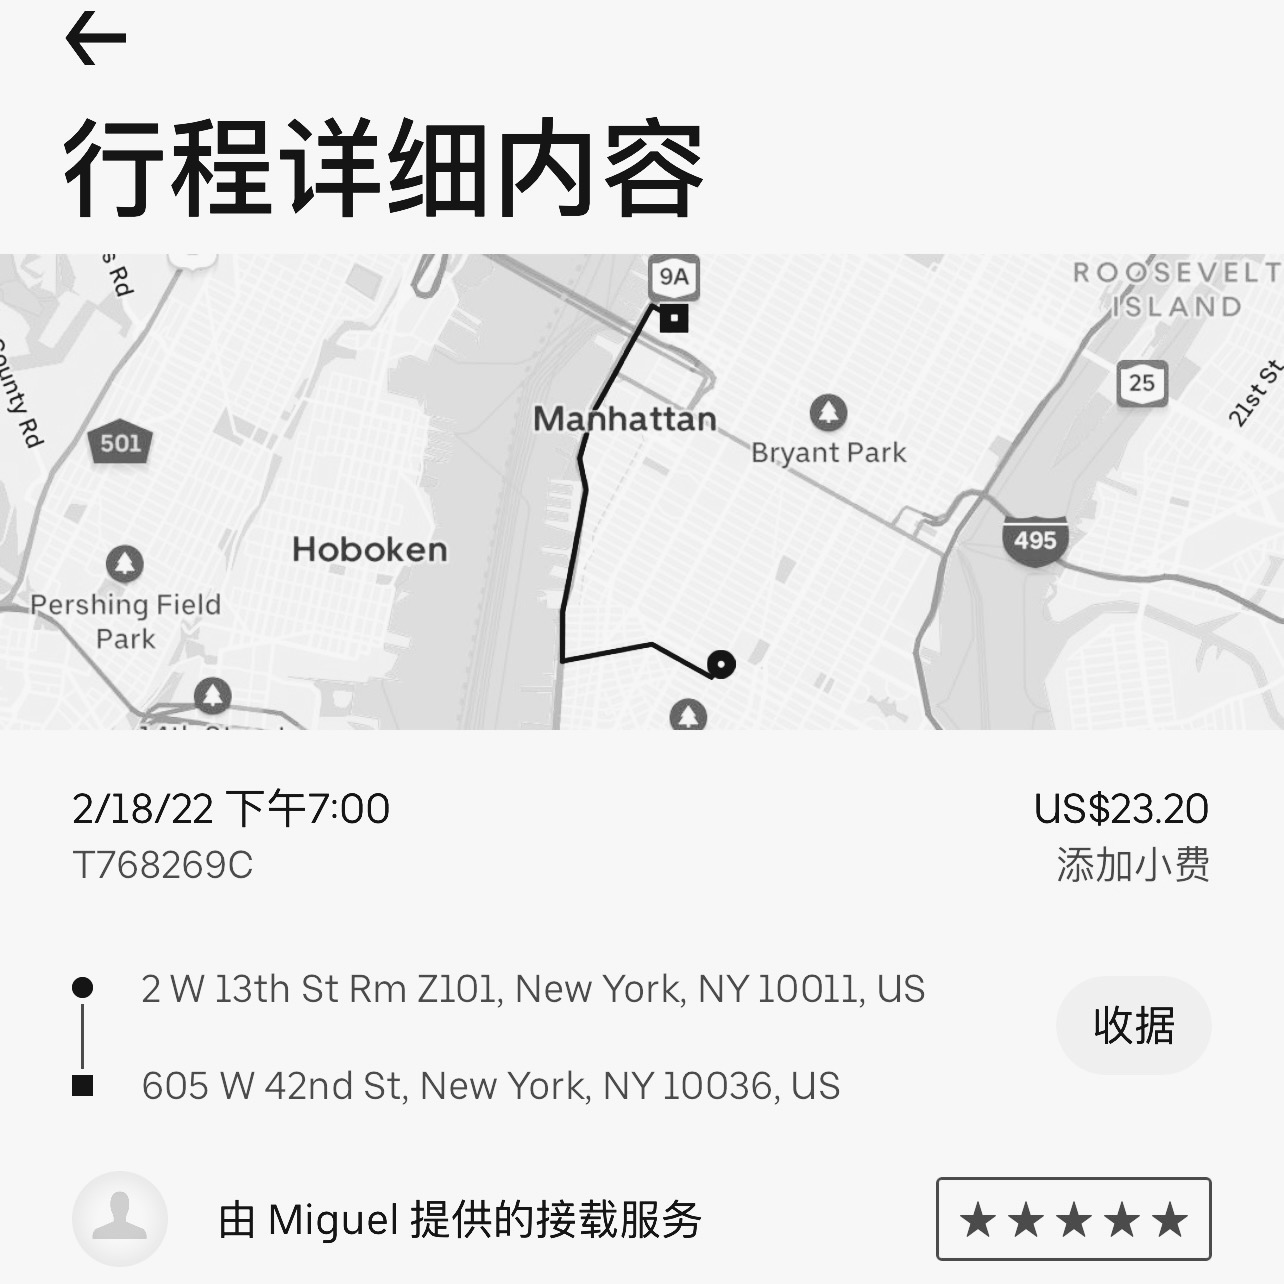 行程详细内容
9A
ROOSEVELT
ISLAND
s Rd
County Rd
25
21st St
Manhattan
501
Bryant Park
495
Hoboken
Pershing Field
Park
2/18/22 下午7:00
US$23.20
T768269C
添加小费
2 W 13th St Rm Z101, New York, NY 10011, US
收据
605 W 42nd St, New York, NY 10036, US
由 Miguel 提供的接载服务